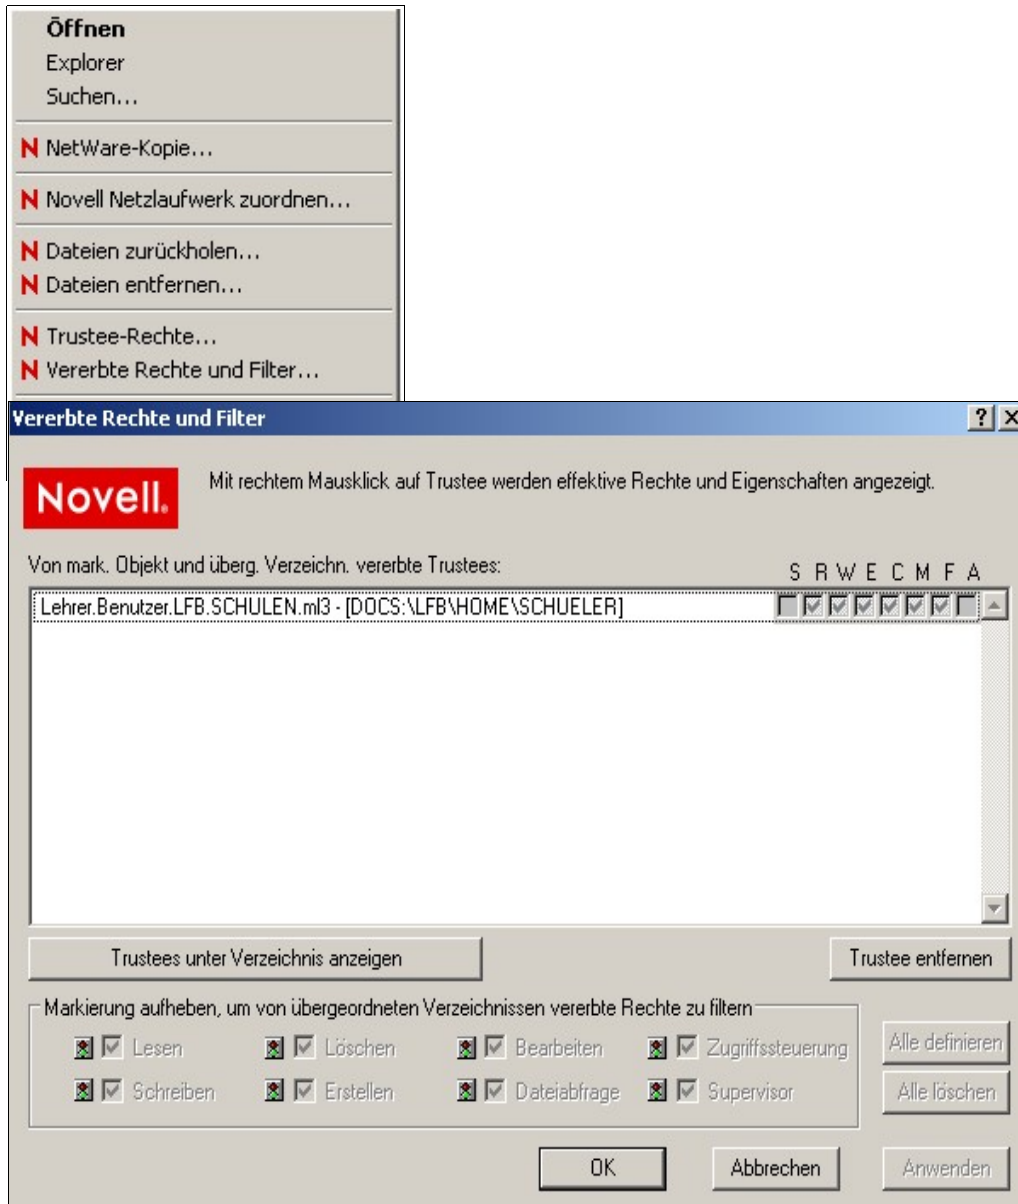 Öffnen
Explorer
Suchen...
N NetWare-Kopie...
N Novell Netzlaufwerk zuordnen...
N Dateien zurückholen...
N Dateien entfernen...
N Trustee-Rechte...
N Vererbte Rechte und Filter...
Vererbte Rechte und Filter ? X
Novell. Mit rechtem Mausklick auf Trustee werden effektive Rechte und Eigenschaften angezeigt.
Von mark. Objekt und überg. Verzeichn. vererbte Trustees: S R W E C M F A
Lehrer.Benutzer.LFB.SCHULEN.ml3 - [DOCS:\LFB\HOME\SCHUELER]
Trustees unter Verzeichnis anzeigen Trustee entfernen
Markierung aufheben, um von übergeordneten Verzeichnissen vererbte Rechte zu filtern
Lesen Löschen Bearbeiten Zugriffssteuerung Alle definieren
Schreiben Erstellen Dateiabfrage Supervisor Alle löschen
OK Abbrechen Anwenden